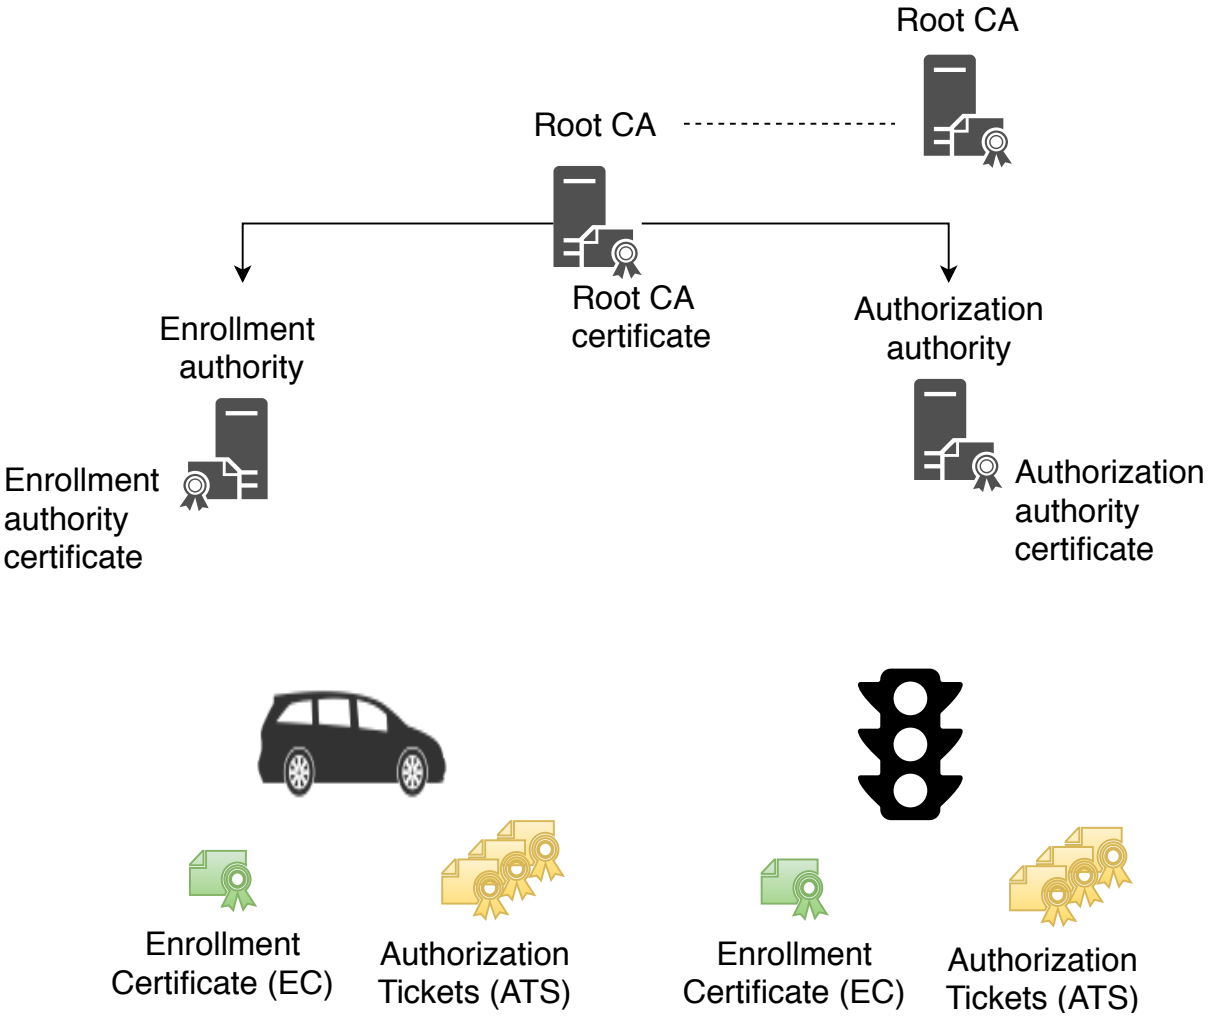 Root CA
Root CA
Root CA
certificate
Enrollment
authority
Authorization
authority
Enrollment
authority
certificate
Authorization
authority
certificate
Enrollment
Certificate (EC)
Authorization
Tickets (ATS)
Enrollment
Certificate (EC)
Authorization
Tickets (ATS)